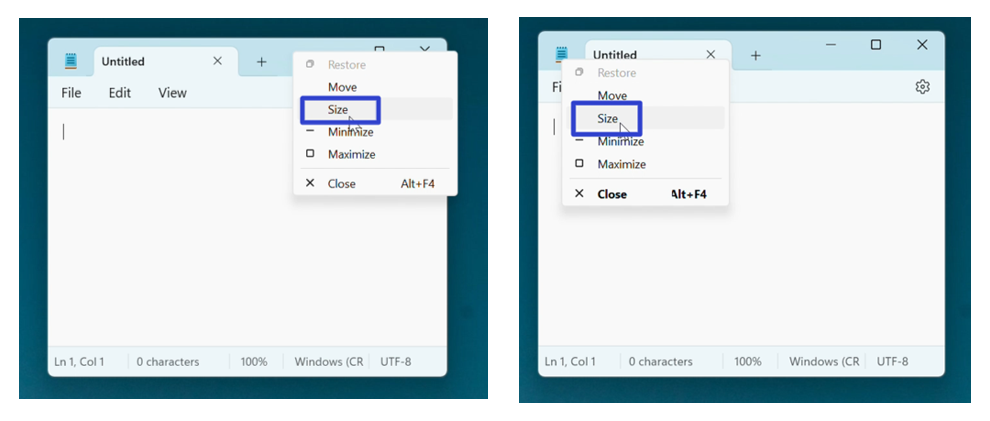 Untitled
File Edit View
Restore
Move
Size
Minimize
Maximize
Close Alt+F4
Ln 1, Col 1 0 characters 100% Windows (CR UTF-8
Untitled
Fi
Restore
Move
Size
Minimize
Maximize
Close Alt+F4
Ln 1, Col 1 0 characters 100% Windows (CR UTF-8